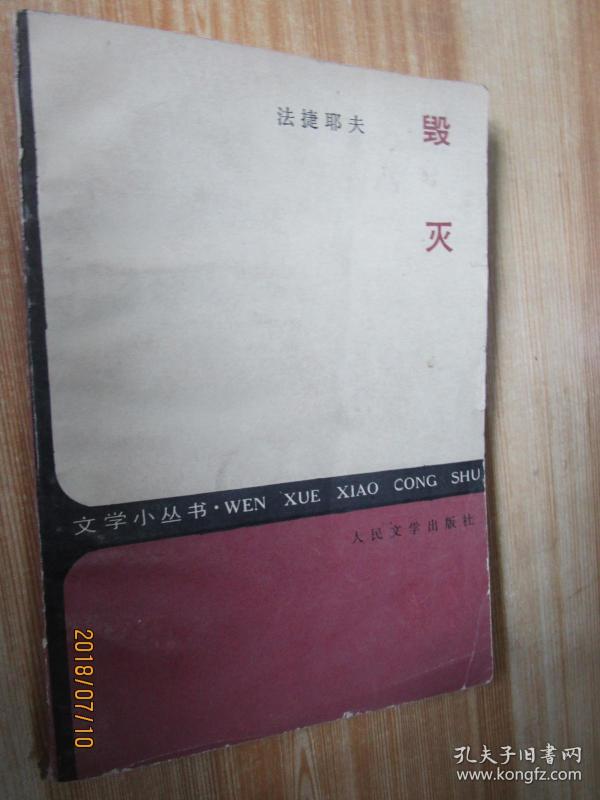 毁灭
法捷耶夫
文学小丛书·WEN XUE XIAO CONG SHU
人民文学出版社
2018/07/10
孔夫子旧书网
www.kongfz.com